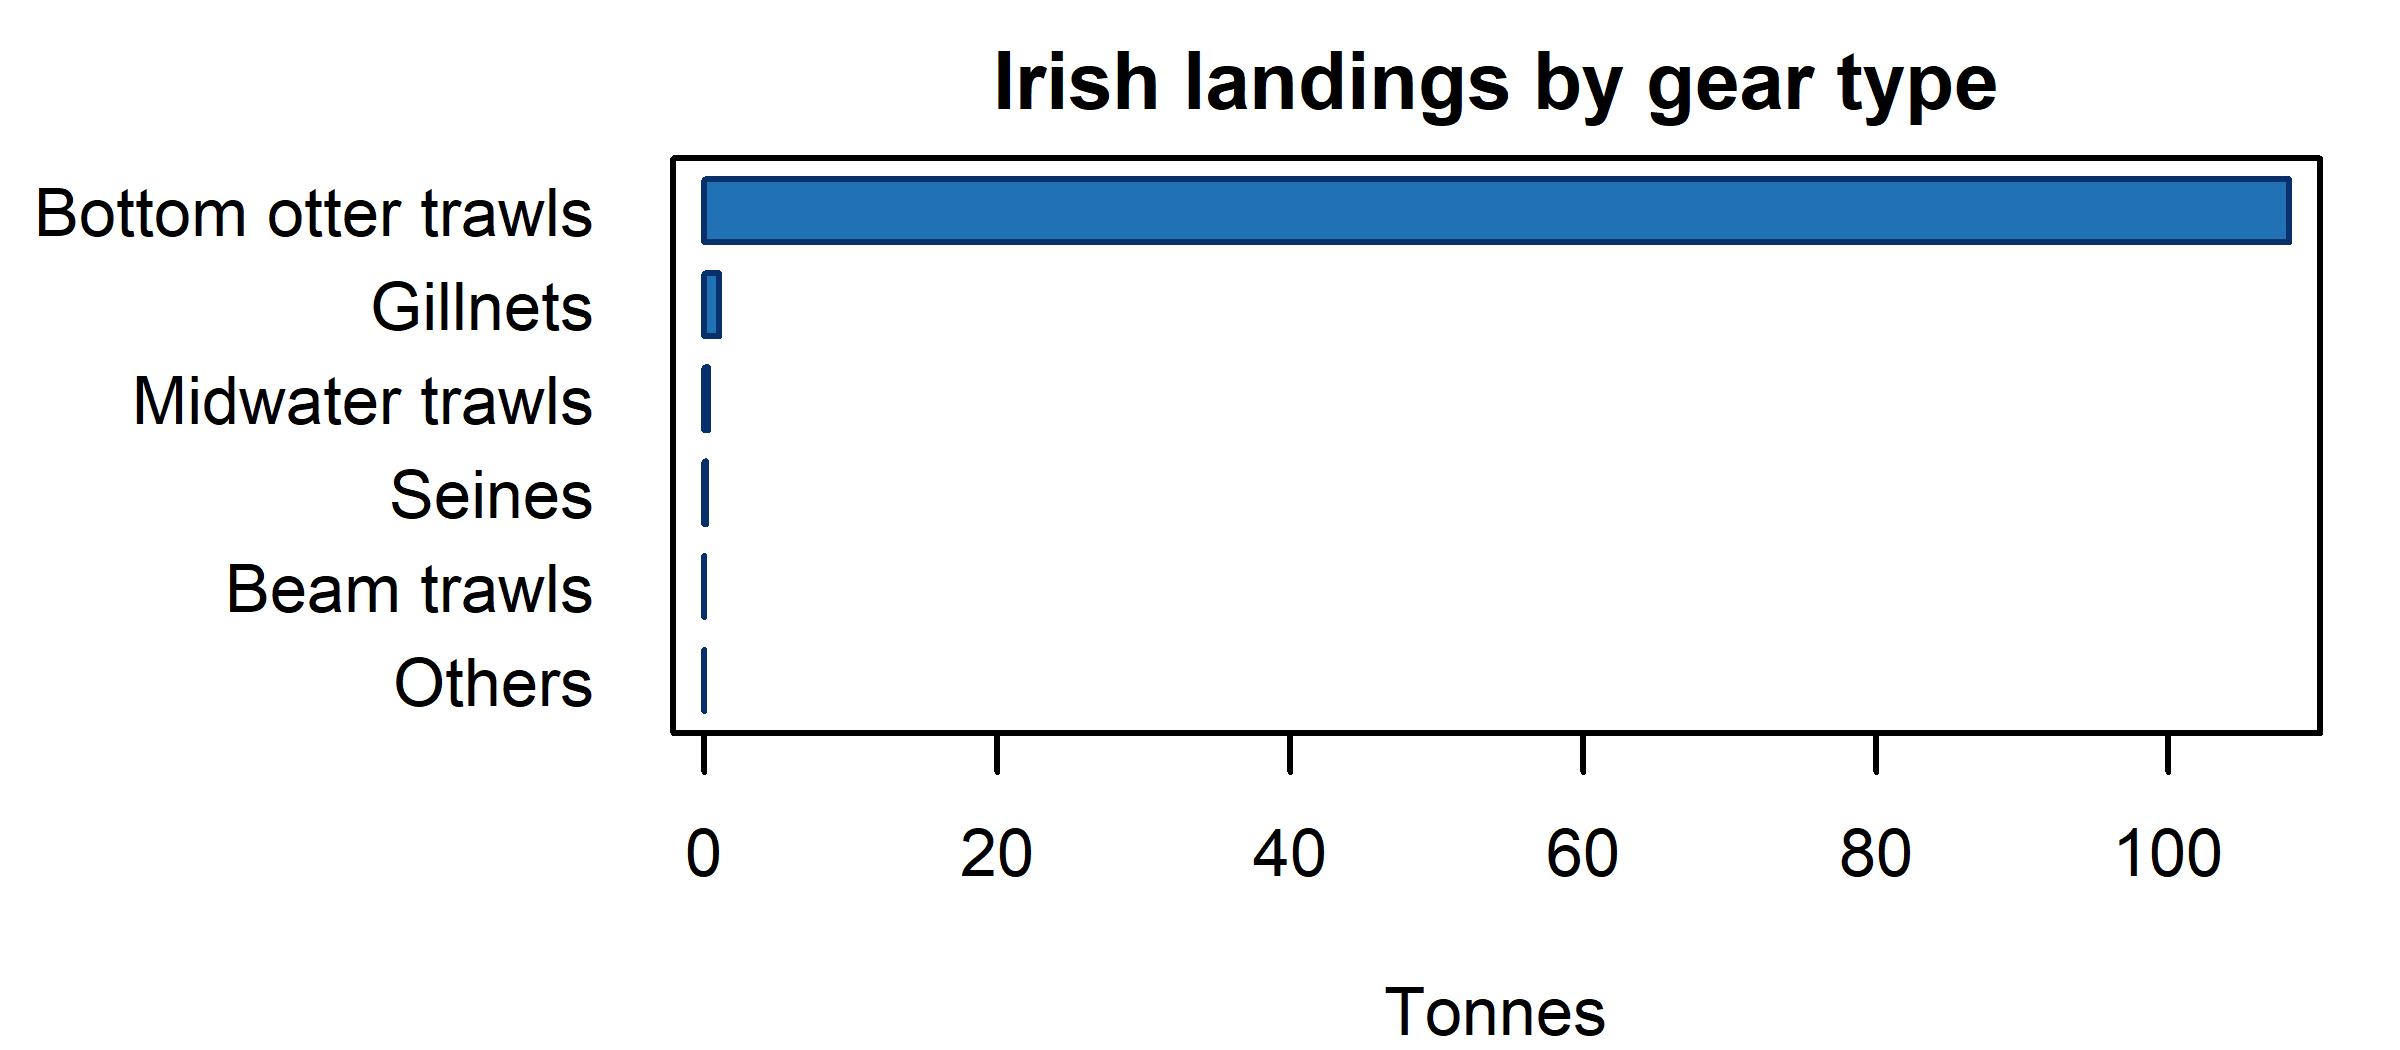 Irish landings by gear type
Bottom otter trawls
Gillnets
Midwater trawls
Seines
Beam trawls
Others
0 20 40 60 80 100
Tonnes